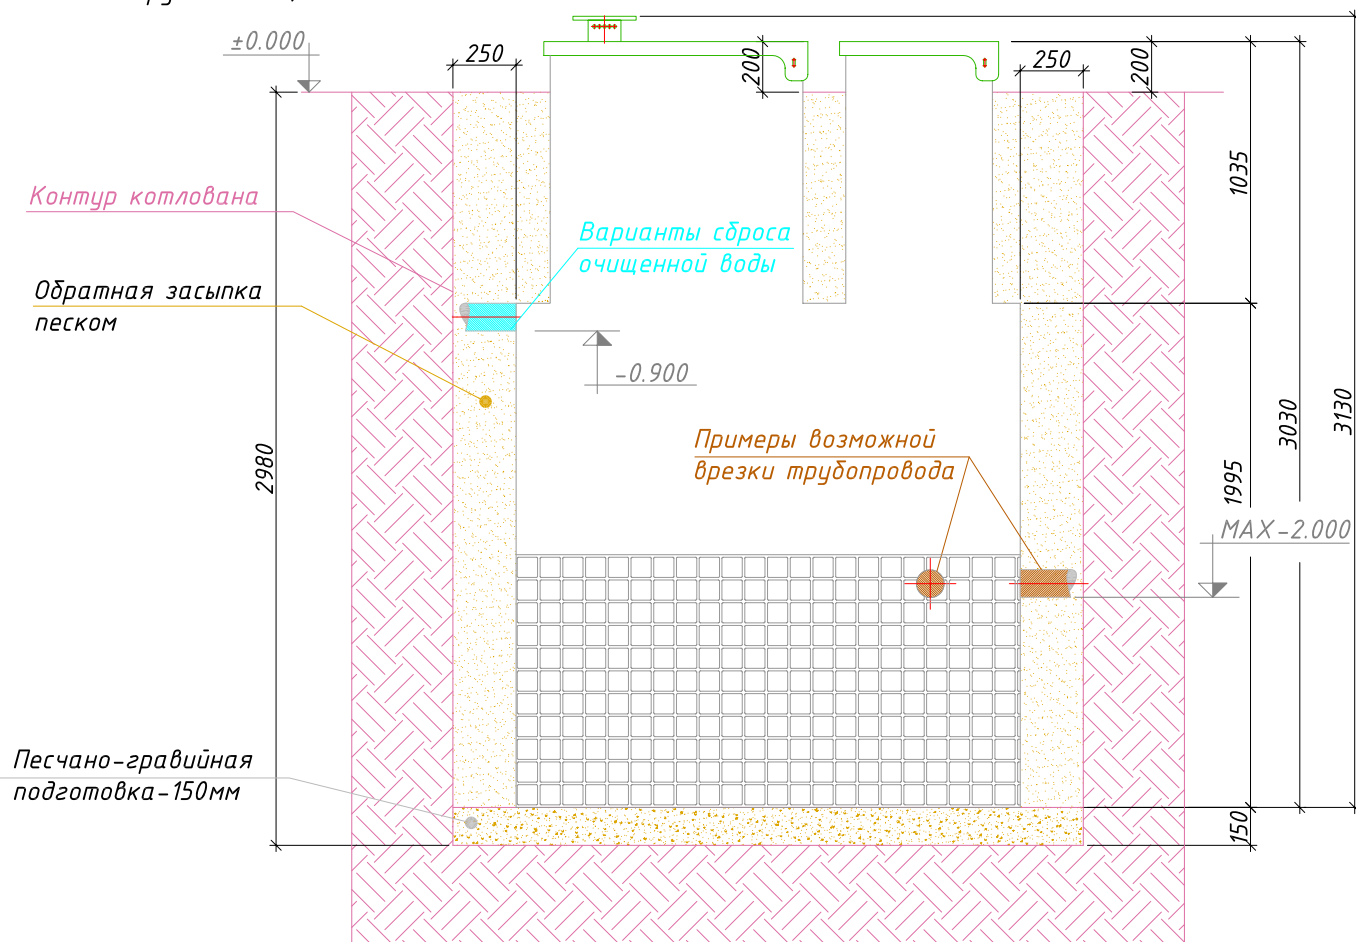 ±0.000
250
200
250
200
1035
Контур котлована
Варианты сброса
очищенной воды
Обратная засыпка
песком
-0.900
2980
Примеры возможной
врезки трубопровода
3130
3030
1995
MAX-2.000
Песчано-гравийная
подготовка-150мм
150